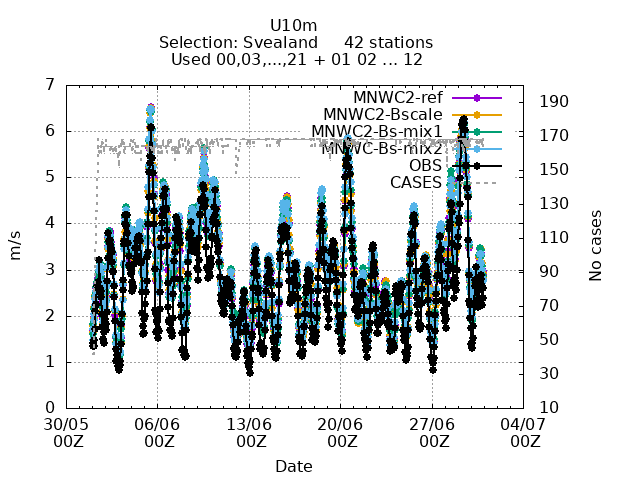 U10m
Selection: Svealand 42 stations
Used 00,03,...,21 + 01 02 ... 12
MNWC2-ref
MNWC2-Bscale
MNWC2-Bs-mix1
MNWC-Bs-mix2
OBS
CASES
7
6
5
4
3
2
1
0
m/s
190
170
150
130
110
90
70
50
30
10
No cases
30/05 06/06 13/06 20/06 27/06 04/07
00Z 00Z 00Z 00Z 00Z 00Z
Date